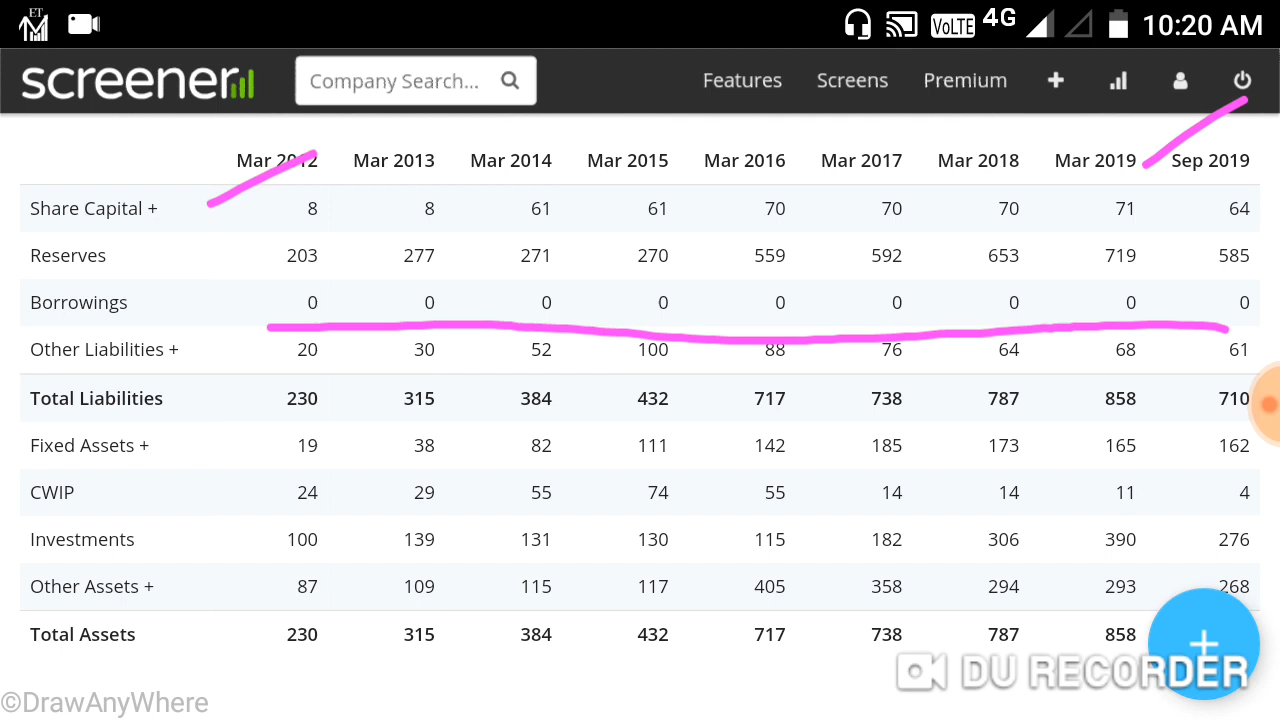 ET
VoLTE 4G 10:20 AM
screener Company Search... Features Screens Premium
Mar 2012 Mar 2013 Mar 2014 Mar 2015 Mar 2016 Mar 2017 Mar 2018 Mar 2019 Sep 2019
Share Capital + 8 8 61 61 70 70 70 71 64
Reserves 203 277 271 270 559 592 653 719 585
Borrowings 0 0 0 0 0 0 0 0 0
Other Liabilities + 20 30 52 100 88 76 64 68 61
Total Liabilities 230 315 384 432 717 738 787 858 710
Fixed Assets + 19 38 82 111 142 185 173 165 162
CWIP 24 29 55 74 55 14 14 11 4
Investments 100 139 131 130 115 182 306 390 276
Other Assets + 87 109 115 117 405 358 294 293 268
Total Assets 230 315 384 432 717 738 787 858
DU RECORDER
©DrawAnyWhere